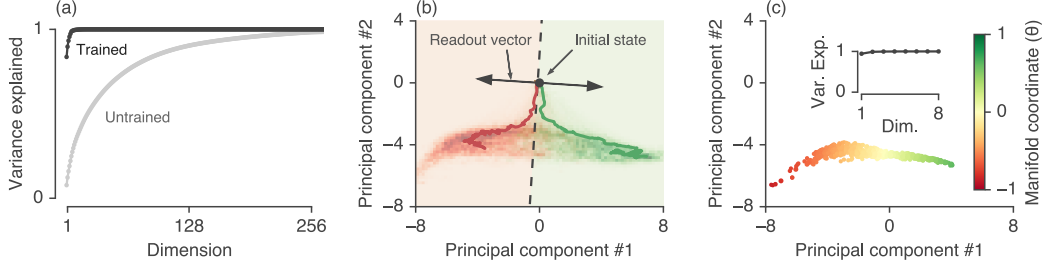 (a)
1
Trained
Untrained
Variance explained
0
1
128
256
Dimension
(b)
4
Readout vector
Initial state
0
−4
−8
Principal component #2
−8
0
8
Principal component #1
(c)
4
0
−4
−8
Principal component #2
Var. Exp.
1
0
1
8
Dim.
−8
0
8
Principal component #1
1
0
−1
Manifold coordinate (θ)